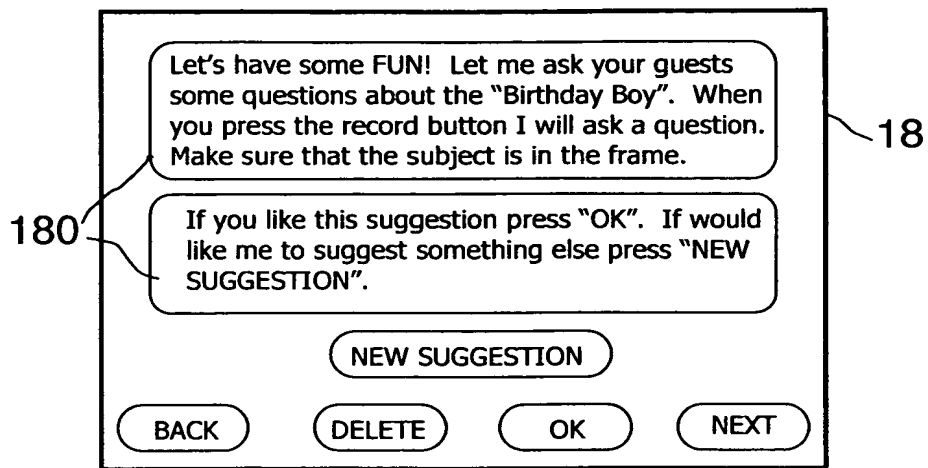 Let's have some FUN! Let me ask your guests
some questions about the "Birthday Boy". When
you press the record button I will ask a question.
Make sure that the subject is in the frame.
18
180
If you like this suggestion press "OK". If would
like me to suggest something else press "NEW
SUGGESTION".
NEW SUGGESTION
BACK DELETE OK NEXT